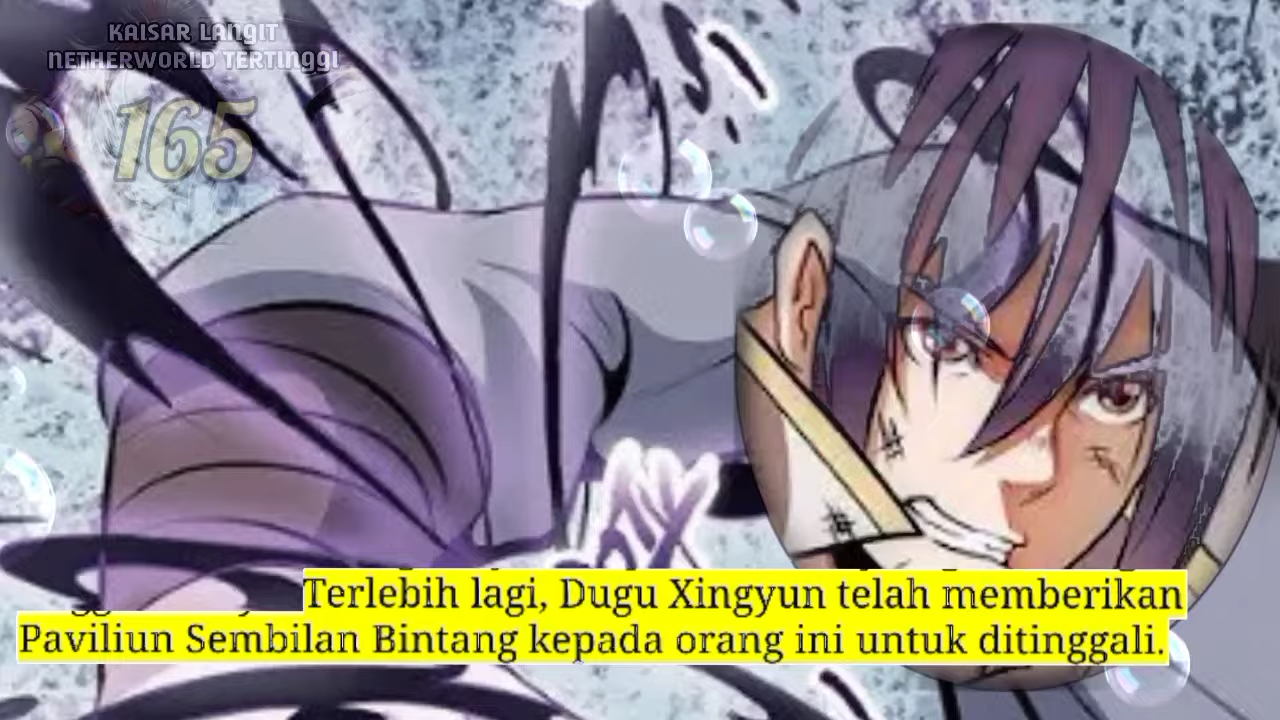 KAISAR LANGIT
NETHERWORLD TERTINGGI
165
Terlebih lagi, Dugu Xingyun telah memberikan
Paviliun Sembilan Bintang kepada orang ini untuk ditinggali.